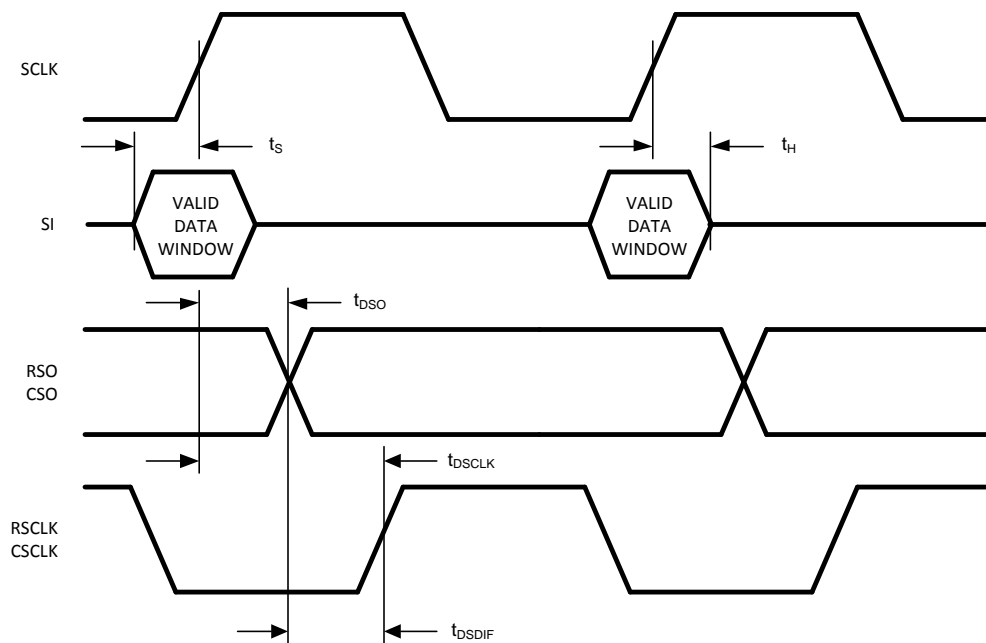 SCLK
tS
tH
SI
VALID
DATA
WINDOW
VALID
DATA
WINDOW
tDSO
RSO
CSO
tDSCLK
RSCLK
CSCLK
tDSDIF